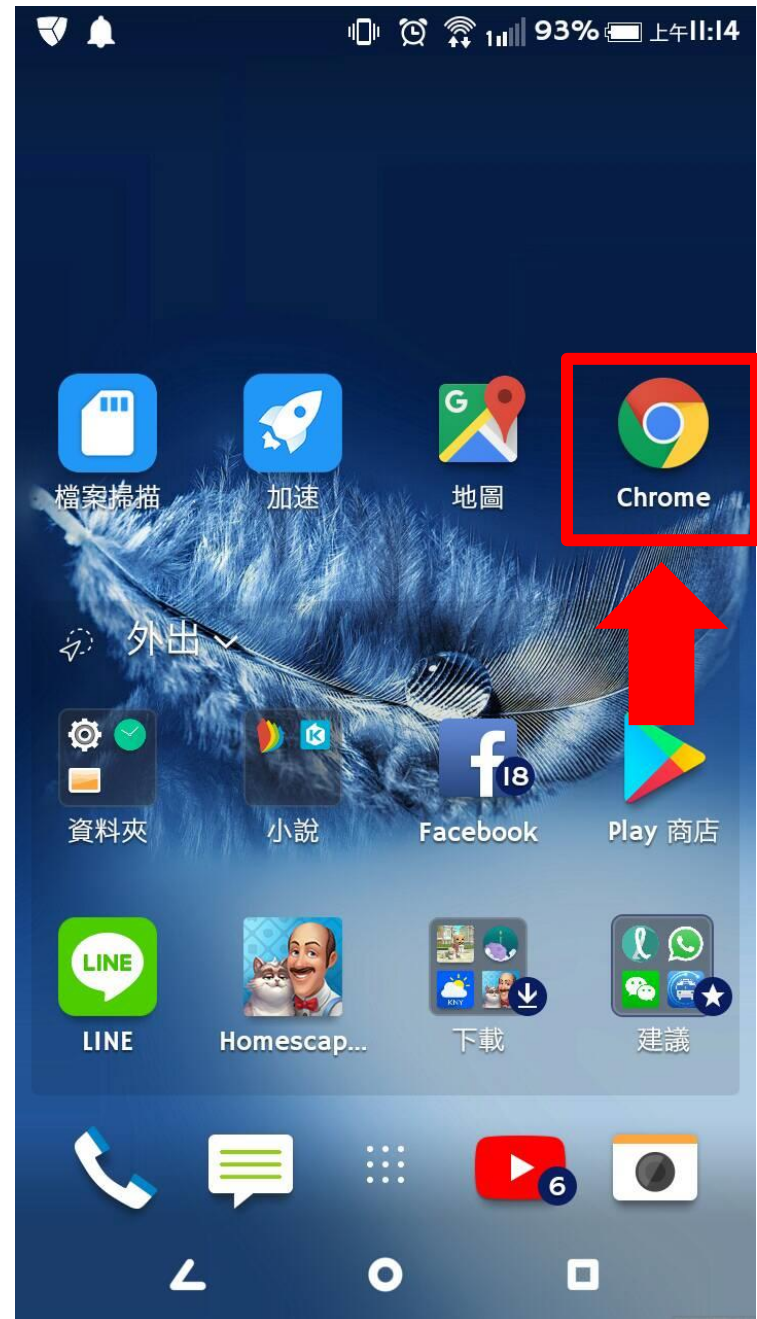 93% 上午11:14
檔案掃描 加速 地圖 Chrome
外出
18
資料夾 小說 Facebook Play 商店
LINE
KNY
LINE Homescap... 下載 建議
6